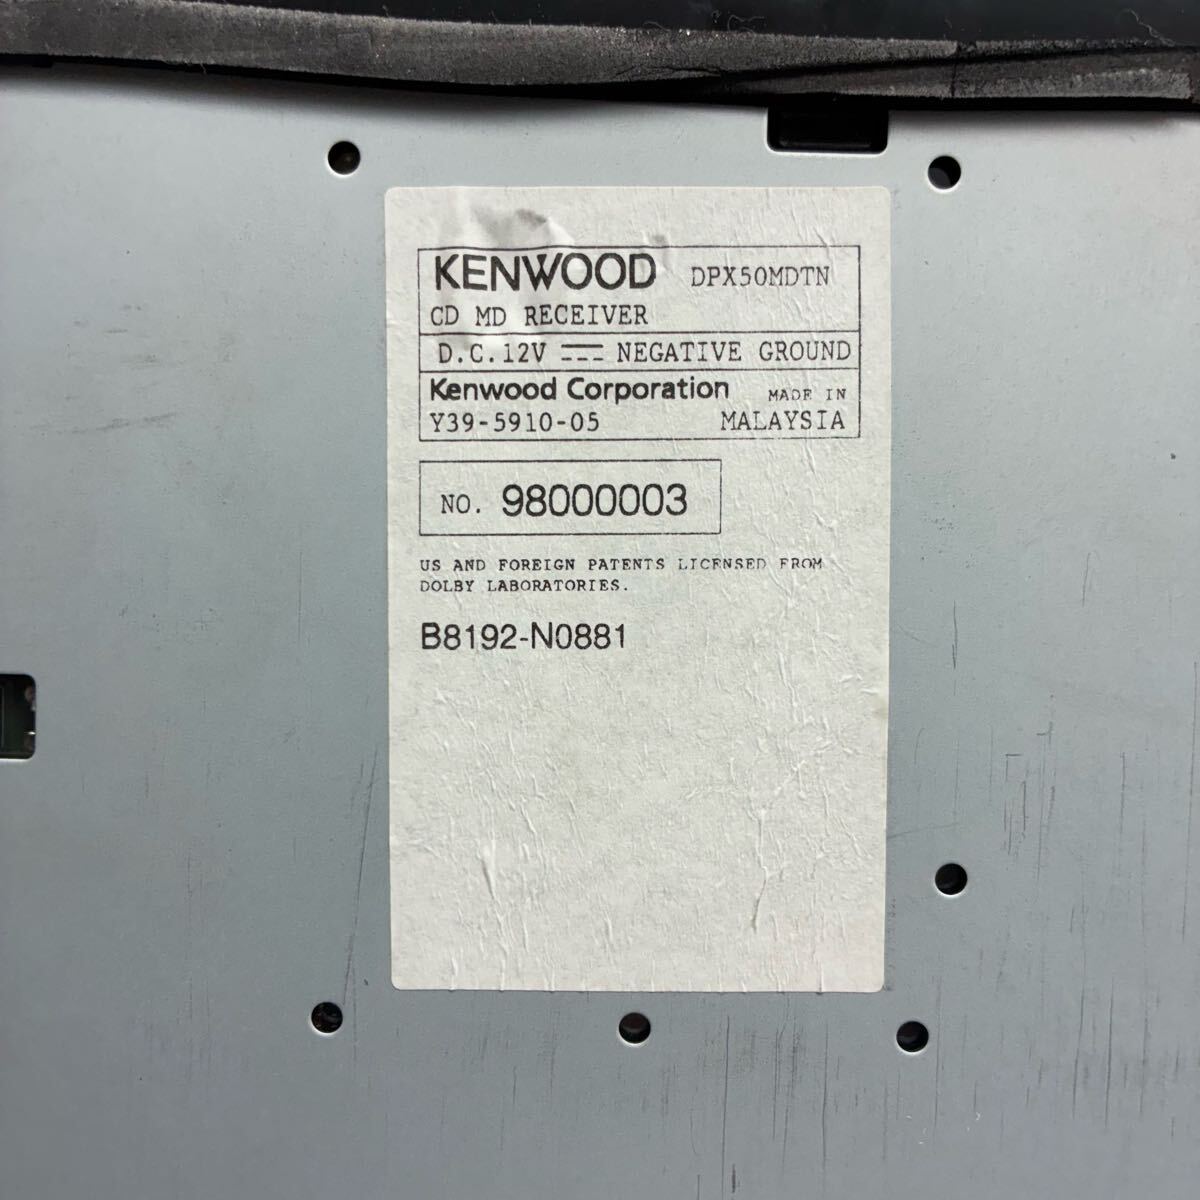 KENWOOD DPX50MDTN
CD MD RECEIVER
D.C.12V NEGATIVE GROUND
Kenwood Corporation MADE IN
Y39-5910-05 MALAYSIA
NO. 98000003
US AND FOREIGN PATENTS LICENSED FROM
DOLBY LABORATORIES.
B8192-N0881